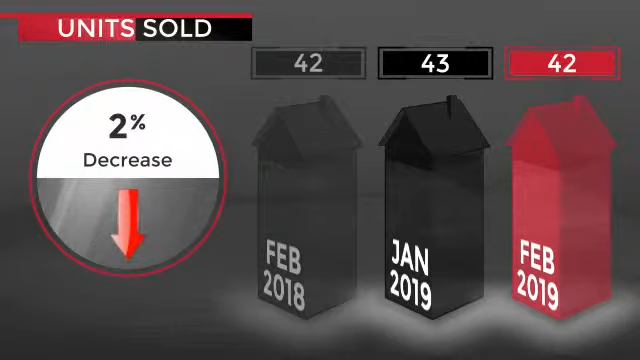 UNITS SOLD
42
43
42
2%
Decrease
FEB
2018
JAN
2019
FEB
2019